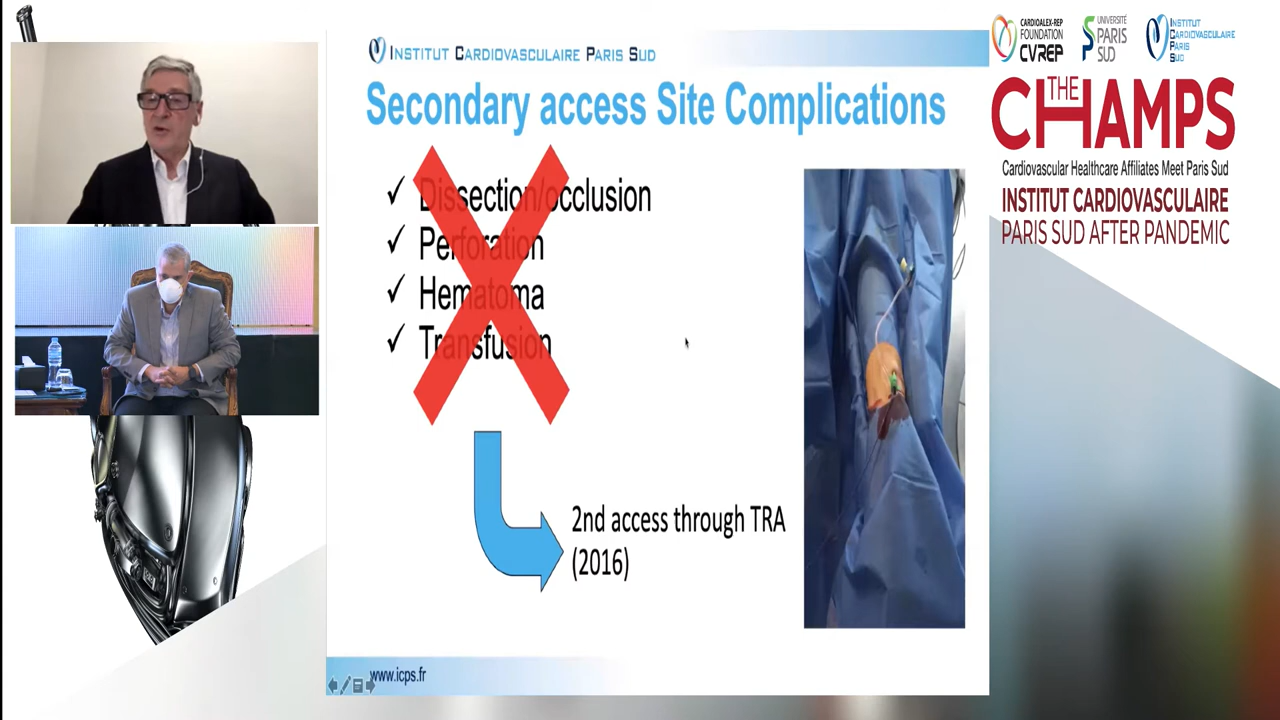 INSTITUT CARDIOVASCULAIRE PARIS SUD
Secondary access Site Complications
✓ Dissection/occlusion
✓ Perforation
✓ Hematoma
✓ Transfusion
2nd access through TRA
(2016)
www.icps.fr
CARDIOALEX-REP
FOUNDATION
CVREP
UNIVERSITÉ
PARIS
SUD
INSTITUT
CARDIOVASCULAIRE
PARIS
SUD
THE
CHAMPS
Cardiovascular Healthcare Affiliates Meet Paris Sud
INSTITUT CARDIOVASCULAIRE
PARIS SUD AFTER PANDEMIC